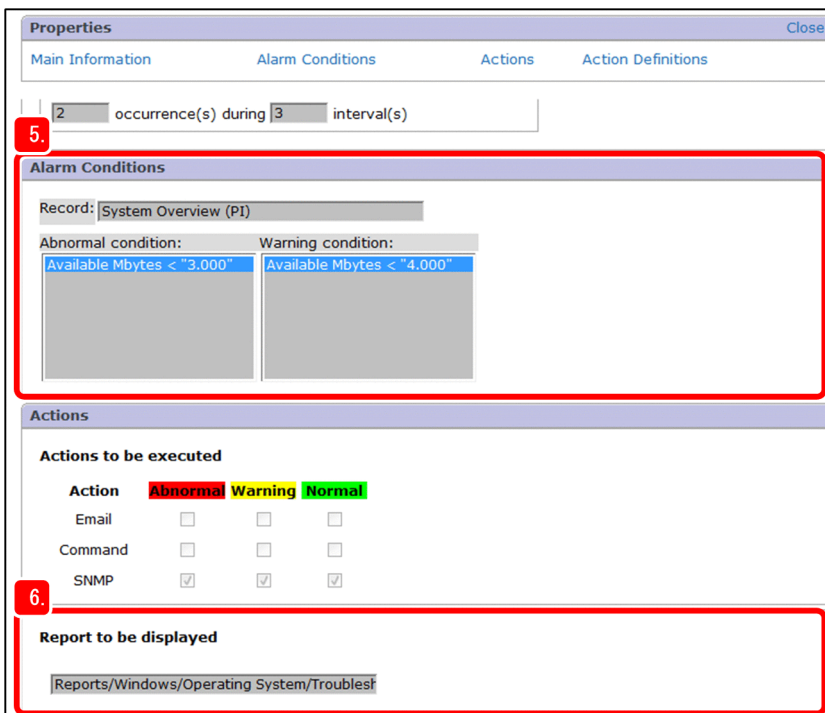 Properties Close
Main Information Alarm Conditions Actions Action Definitions
2 occurrence(s) during 3 interval(s)
5.
Alarm Conditions
Record: System Overview (PI)
Abnormal condition: Warning condition:
Available Mbytes < "3.000" Available Mbytes < "4.000"
Actions
Actions to be executed
Action Abnormal Warning Normal
Email
Command
SNMP
6.
Report to be displayed
Reports/Windows/Operating System/Troublesh